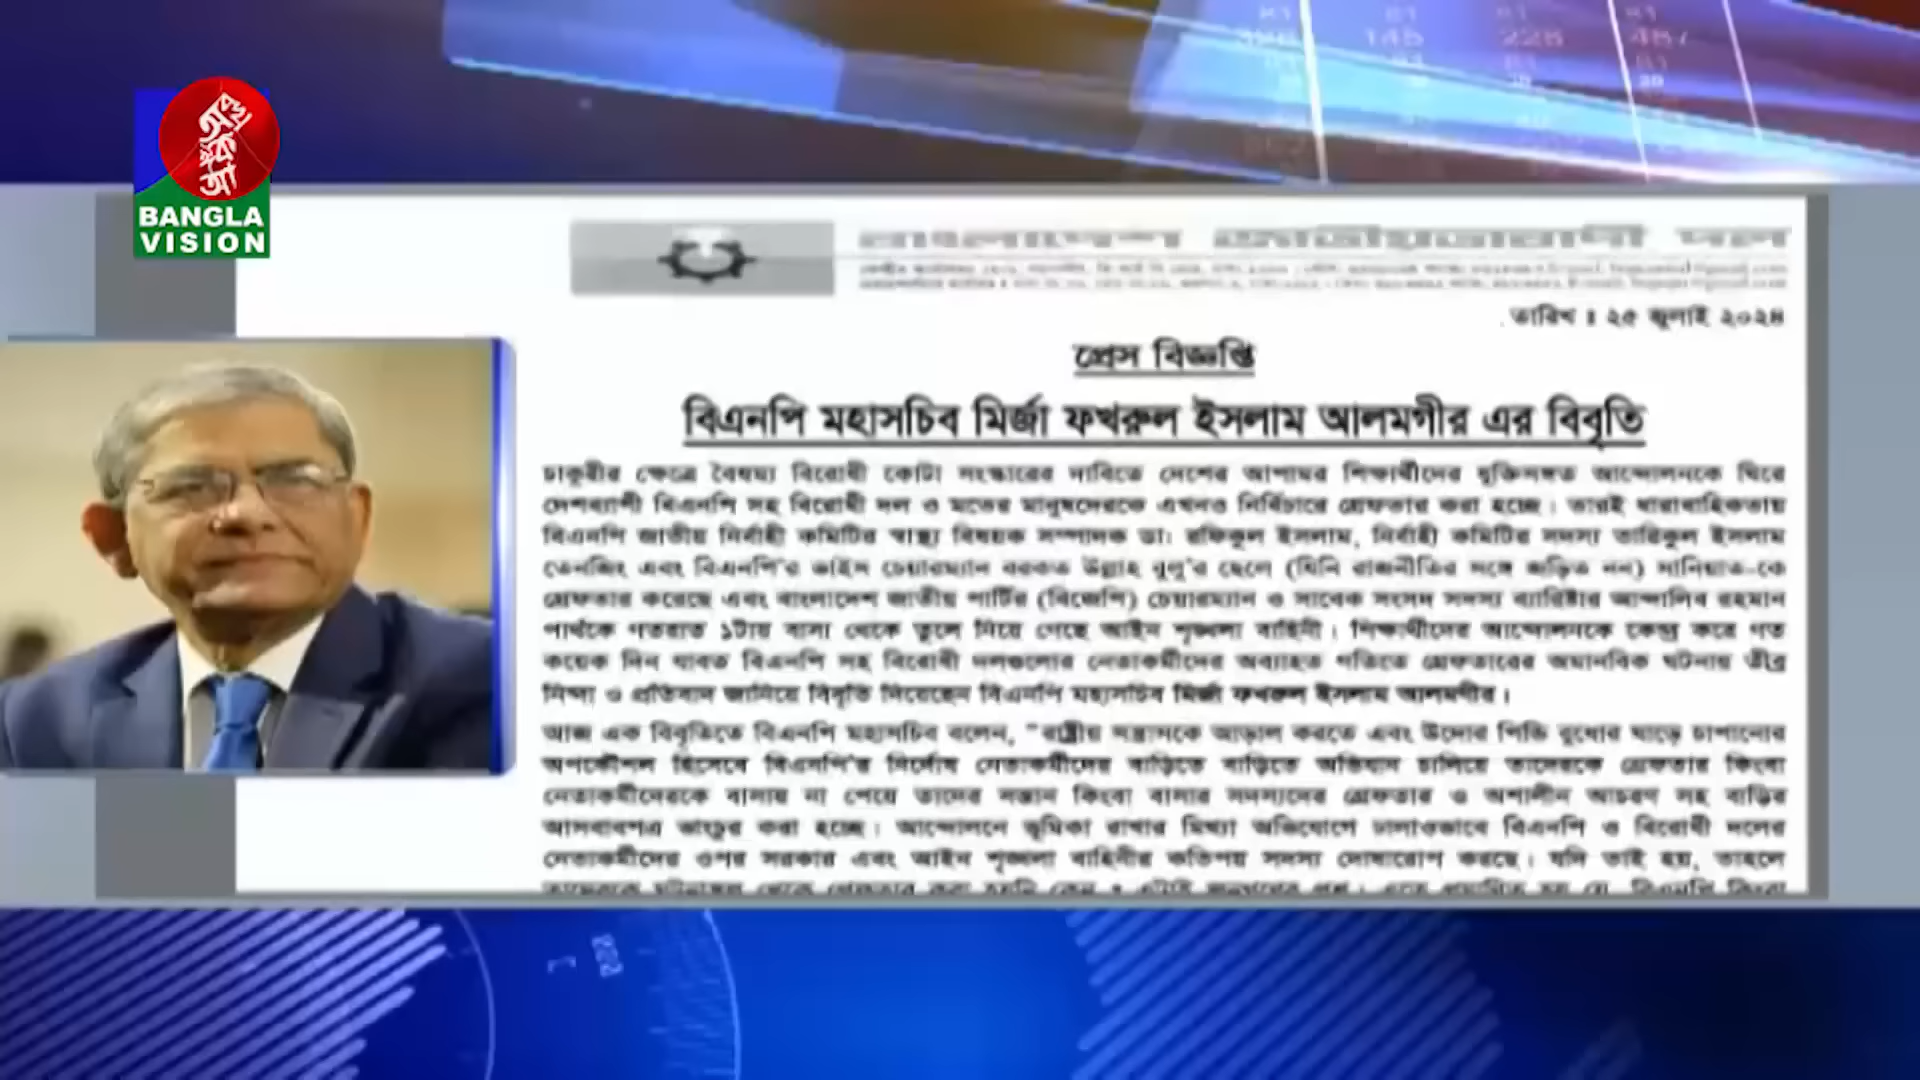 BANGLA
VISION
তারিখ ঃ ২৫ জুলাই ২০২৪
প্রেস বিজ্ঞপ্তি
বিএনপি মহাসচিব মির্জা ফখরুল ইসলাম আলমগীর এর বিবৃতি
চাকুরীর ক্ষেত্রে বৈষম্য বিরোধী কোটা সংস্কারের দাবিতে দেশের আপামর শিক্ষার্থীদের যুক্তিসঙ্গত আন্দোলনকে ঘিরে
দেশব্যাপী বিএনপি সহ বিরোধী দল ও মতের মানুষদেরকে এখনও নির্বিচারে গ্রেফতার করা হচ্ছে। তারই ধারাবাহিকতায়
বিএনপি জাতীয় নির্বাহী কমিটির স্বাস্থ্য বিষয়ক সম্পাদক ডা: রফিকুল ইসলাম, নির্বাহী কমিটির সদস্য তারিকুল ইসলাম
তেনজিং এবং বিএনপি'র ভাইস চেয়ারম্যান বরকত উল্লাহ বুলু'র ছেলে (যিনি রাজনীতির সঙ্গে জড়িত নন) সানিয়াত-কে
গ্রেফতার করেছে এবং বাংলাদেশ জাতীয় পার্টির (বিজেপি) চেয়ারম্যান ও সাবেক সংসদ সদস্য ব্যারিষ্টার আন্দালিব রহমান
পার্থকে গতরাত ১টায় বাসা থেকে তুলে নিয়ে গেছে আইন শৃঙ্খলা বাহিনী। শিক্ষার্থীদের আন্দোলনকে কেন্দ্র করে গত
কয়েক দিন যাবত বিএনপি সহ বিরোধী দলগুলোর নেতাকর্মীদের অব্যাহত গতিতে গ্রেফতারের অমানবিক ঘটনায় তীব্র
নিন্দা ও প্রতিবাদ জানিয়ে বিবৃতি দিয়েছেন বিএনপি মহাসচিব মির্জা ফখরুল ইসলাম আলমগীর।
আজ এক বিবৃতিতে বিএনপি মহাসচিব বলেন, "রাষ্ট্রীয় সন্ত্রাসকে আড়াল করতে এবং উদোর পিন্ডি বুধোর ঘাড়ে চাপানোর
অপকৌশল হিসেবে বিএনপি'র নির্দোষ নেতাকর্মীদের বাড়িতে বাড়িতে অভিযান চালিয়ে তাদেরকে গ্রেফতার কিংবা
নেতাকর্মীদেরকে বাসায় না পেয়ে তাদের সন্তান কিংবা বাসার সদস্যদের গ্রেফতার ও অশালীন আচরণ সহ বাড়ির
আসবাবপত্র ভাংচুর করা হচ্ছে। আন্দোলনে ভূমিকা রাখার মিথ্যা অভিযোগে ঢালাওভাবে বিএনপি ও বিরোধী দলের
নেতাকর্মীদের ওপর সরকার এবং আইন শৃঙ্খলা বাহিনীর কতিপয় সদস্য দোষারোপ করছে। যদি তাই হয়, তাহলে